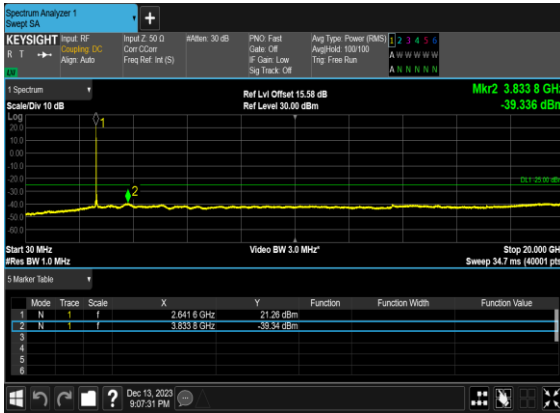 Spectrum Analyzer 1
Swept SA
+
KEYSIGHT Input: RF Input Z: 50 Ω #Atten: 30 dB PNO: Fast Avg Type: Power (RMS) 1 2 3 4 5 6
R T Coupling: DC Corr CCorr Gate: Off Avg|Hold: 100/100 A W W W W W
Align: Auto Freq Ref: Int (S) IF Gain: Low Trig: Free Run
Sig Track: Off A N N N N N
1 Spectrum Ref Lvl Offset 15.58 dB Mkr2 3.833 8 GHz
Scale/Div 10 dB Ref Level 30.00 dBm -39.336 dBm
Log
20.0
10.0
0.00
-10.0
-20.0
-30.0
-40.0
-50.0
-60.0
1
2
DL1 -25.00 dBm
Start 30 MHz Video BW 3.0 MHz* Stop 20.000 GHz
#Res BW 1.0 MHz Sweep 34.7 ms (40001 pts)
5 Marker Table
Mode Trace Scale X Y Function Function Width Function Value
1 N 1 f 2.641 6 GHz 21.26 dBm
2 N 1 f 3.833 8 GHz -39.34 dBm
3
4
5
6
? Dec 13, 2023
9:07:31 PM